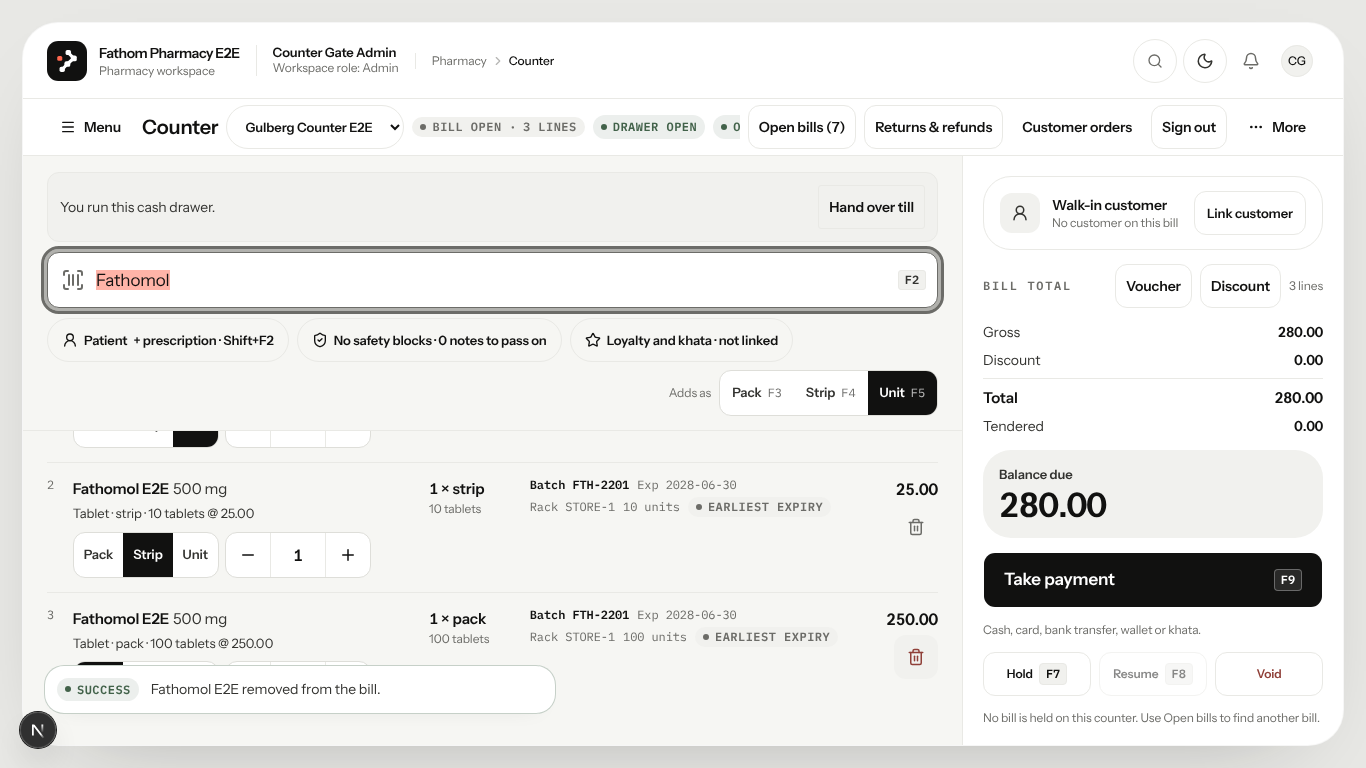 Fathom Pharmacy E2E
Pharmacy workspace
Counter Gate Admin
Workspace role: Admin
Pharmacy > Counter
CG
Menu
Counter
Gulberg Counter E2E
BILL OPEN · 3 LINES
DRAWER OPEN
Open bills (7)
Returns & refunds
Customer orders
Sign out
More
You run this cash drawer.
Hand over till
Fathomol
F2
Patient + prescription · Shift+F2
No safety blocks · 0 notes to pass on
Loyalty and khata · not linked
Adds as
Pack F3
Strip F4
Unit F5
2
Fathomol E2E 500 mg
Tablet · strip · 10 tablets @ 25.00
1 × strip
10 tablets
Batch FTH-2201 Exp 2028-06-30
Rack STORE-1 10 units
EARLIEST EXPIRY
25.00
Pack
Strip
Unit
− 1 +
3
Fathomol E2E 500 mg
Tablet · pack · 100 tablets @ 250.00
1 × pack
100 tablets
Batch FTH-2201 Exp 2028-06-30
Rack STORE-1 100 units
EARLIEST EXPIRY
250.00
SUCCESS
Fathomol E2E removed from the bill.
N
Walk-in customer
No customer on this bill
Link customer
BILL TOTAL
Voucher
Discount
3 lines
Gross 280.00
Discount 0.00
Total 280.00
Tendered 0.00
Balance due
280.00
Take payment F9
Cash, card, bank transfer, wallet or khata.
Hold F7
Resume F8
Void
No bill is held on this counter. Use Open bills to find another bill.